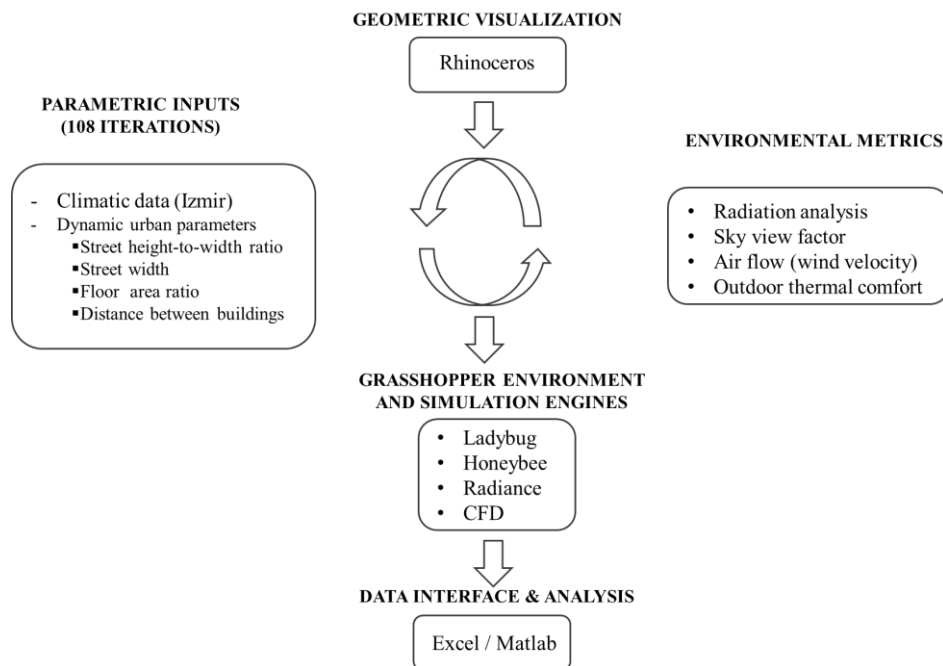 GEOMETRIC VISUALIZATION
Rhinoceros
PARAMETRIC INPUTS
(108 ITERATIONS)
- Climatic data (Izmir)
- Dynamic urban parameters
▪Street height-to-width ratio
▪Street width
▪Floor area ratio
▪Distance between buildings
ENVIRONMENTAL METRICS
• Radiation analysis
• Sky view factor
• Air flow (wind velocity)
• Outdoor thermal comfort
GRASSHOPPER ENVIRONMENT
AND SIMULATION ENGINES
• Ladybug
• Honeybee
• Radiance
• CFD
DATA INTERFACE & ANALYSIS
Excel / Matlab